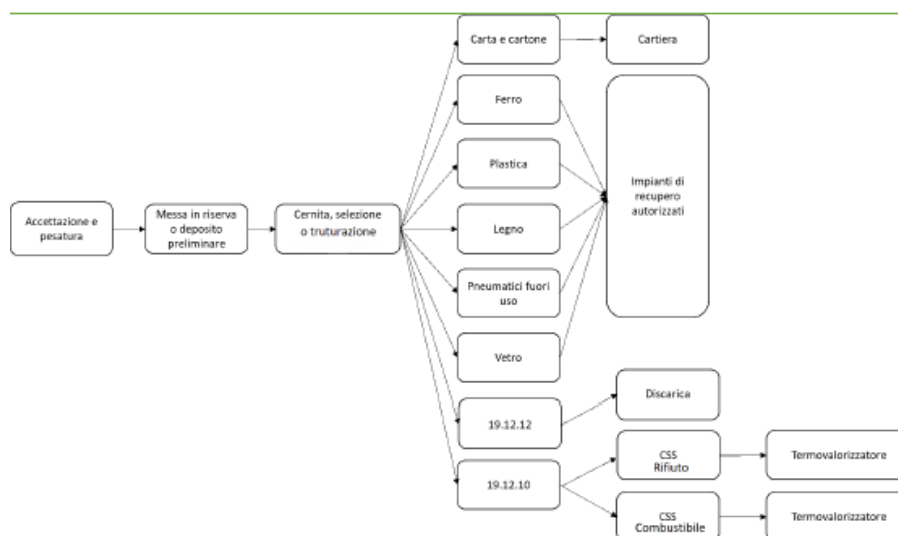 Carta e cartone
Cartiera
Ferro
Plastica
Impianti di
recupero
autorizzati
Accettazione e
pesatura
Messa in riserva
o deposito
preliminare
Cernita, selezione
o truturazione
Legno
Pneumatici fuori
uso
Vetro
Discarica
19.12.12
CSS
Rifiuto
Termovalorizzatore
19.12.10
CSS
Combustibile
Termovalorizzatore